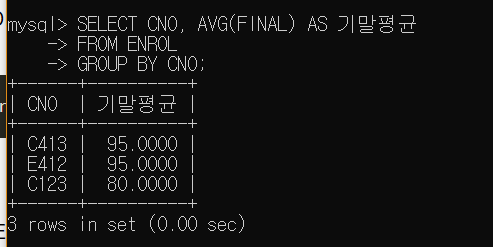 mysql> SELECT CNO, AVG(FINAL) AS 기말평균
    -> FROM ENROL
    -> GROUP BY CNO;
+------+----------+
| CNO  | 기말평균 |
+------+----------+
| C413 |  95.0000 |
| E412 |  95.0000 |
| C123 |  80.0000 |
+------+----------+
3 rows in set (0.00 sec)